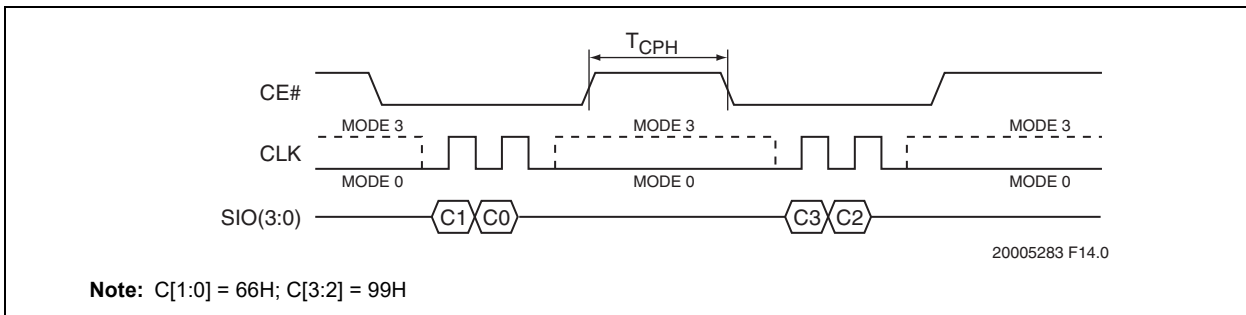 TCPH
CE#
MODE 3 MODE 3 MODE 3
CLK
MODE 0 MODE 0 MODE 0
SIO(3:0) C1 C0 C3 C2
20005283 F14.0
Note: C[1:0] = 66H; C[3:2] = 99H